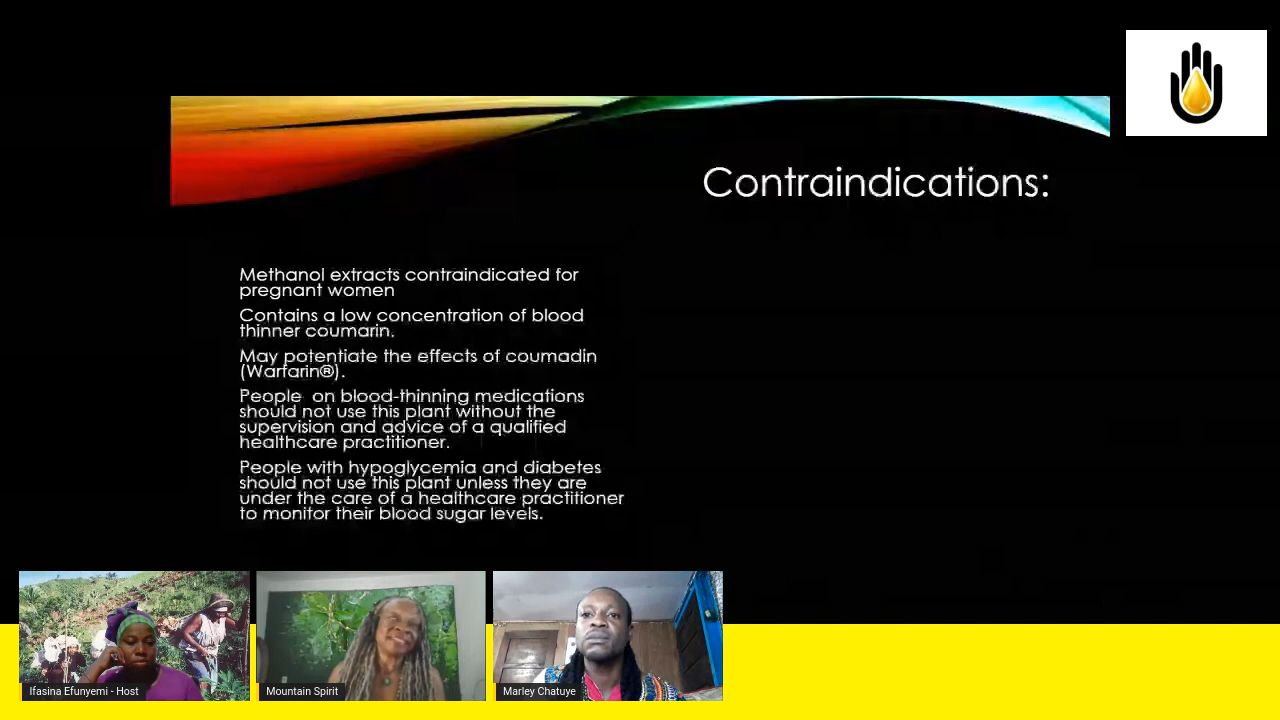 Contraindications:
Methanol extracts contraindicated for
pregnant women
Contains a low concentration of blood
thinner coumarin.
May potentiate the effects of coumadin
(Warfarin®).
People  on blood-thinning medications
should not use this plant without the
supervision and advice of a qualified
healthcare practitioner.
People with hypoglycemia and diabetes
should not use this plant unless they are
under the care of a healthcare practitioner
to monitor their blood sugar levels.
Ifasina Efunyemi - Host
Mountain Spirit
Marley Chatuye